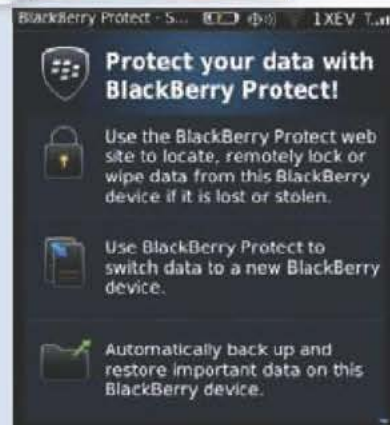 BlackBerry Protect - S... 1XEV
Protect your data with
BlackBerry Protect!
Use the BlackBerry Protect web
site to locate, remotely lock or
wipe data from this BlackBerry
device if it is lost or stolen.
Use BlackBerry Protect to
switch data to a new BlackBerry
device.
Automatically back up and
restore important data on this
BlackBerry device.